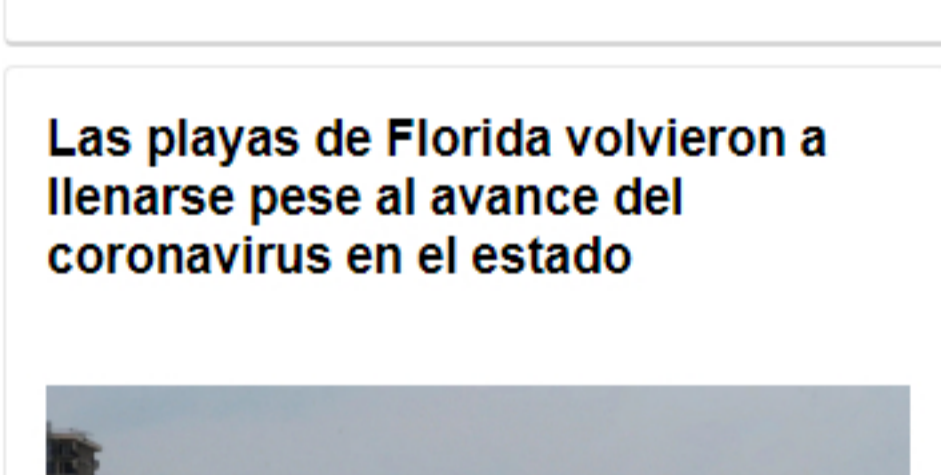 Las playas de Florida volvieron a
llenarse pese al avance del
coronavirus en el estado